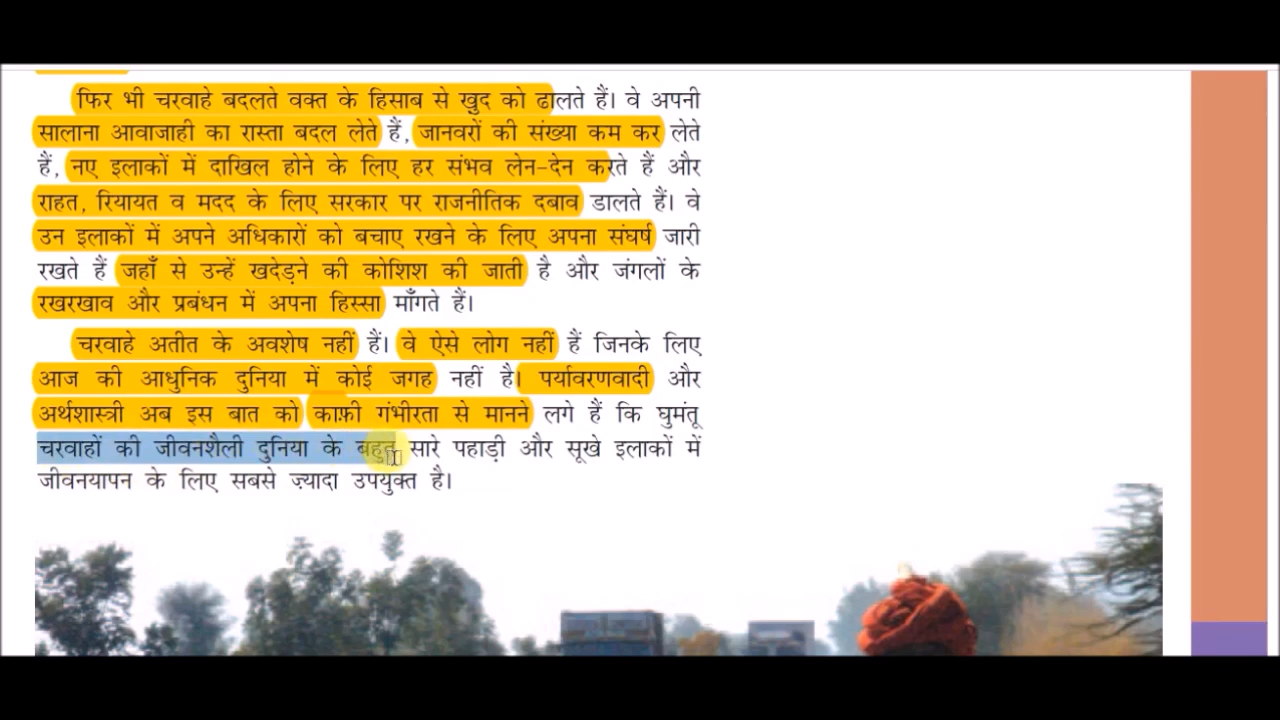 फिर भी चरवाहे बदलते वक्त के हिसाब से खुद को ढालते हैं। वे अपनी
सालाना आवाजाही का रास्ता बदल लेते हैं, जानवरों की संख्या कम कर लेते
हैं, नए इलाकों में दाखिल होने के लिए हर संभव लेन-देन करते हैं और
राहत, रियायत व मदद के लिए सरकार पर राजनीतिक दबाव डालते हैं। वे
उन इलाकों में अपने अधिकारों को बचाए रखने के लिए अपना संघर्ष जारी
रखते हैं जहाँ से उन्हें खदेड़ने की कोशिश की जाती है और जंगलों के
रखरखाव और प्रबंधन में अपना हिस्सा माँगते हैं।
चरवाहे अतीत के अवशेष नहीं हैं। वे ऐसे लोग नहीं हैं जिनके लिए
आज की आधुनिक दुनिया में कोई जगह नहीं है। पर्यावरणवादी और
अर्थशास्त्री अब इस बात को काफ़ी गंभीरता से मानने लगे हैं कि घुमंतू
चरवाहों की जीवनशैली दुनिया के बहुत सारे पहाड़ी और सूखे इलाकों में
जीवनयापन के लिए सबसे ज़्यादा उपयुक्त है।